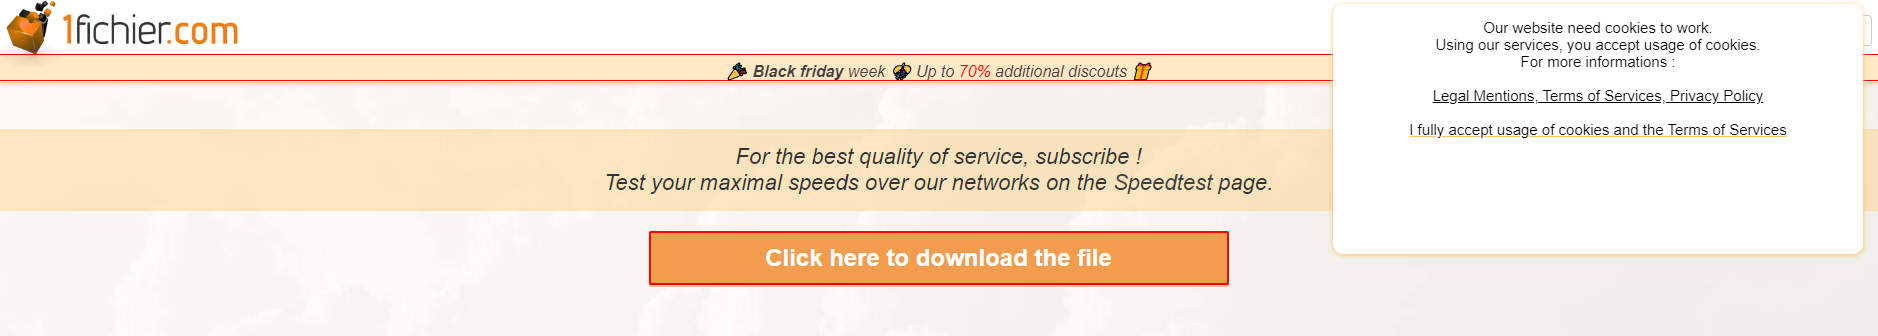 1fichier.com
Black friday week Up to 70% additional discouts
For the best quality of service, subscribe !
Test your maximal speeds over our networks on the Speedtest page.
Click here to download the file
Our website need cookies to work.
Using our services, you accept usage of cookies.
For more informations :
Legal Mentions, Terms of Services, Privacy Policy
I fully accept usage of cookies and the Terms of Services